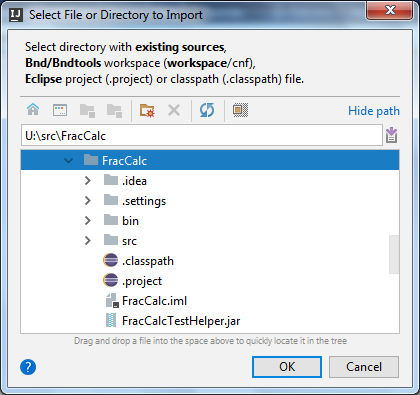 Select File or Directory to Import
Select directory with existing sources,
Bnd/Bndtools workspace (workspace/cnf),
Eclipse project (.project) or classpath (.classpath) file.
Hide path
U:\src\FracCalc
FracCalc
.idea
.settings
bin
src
.classpath
.project
FracCalc.iml
FracCalcTestHelper.jar
Drag and drop a file into the space above to quickly locate it in the tree
? OK Cancel